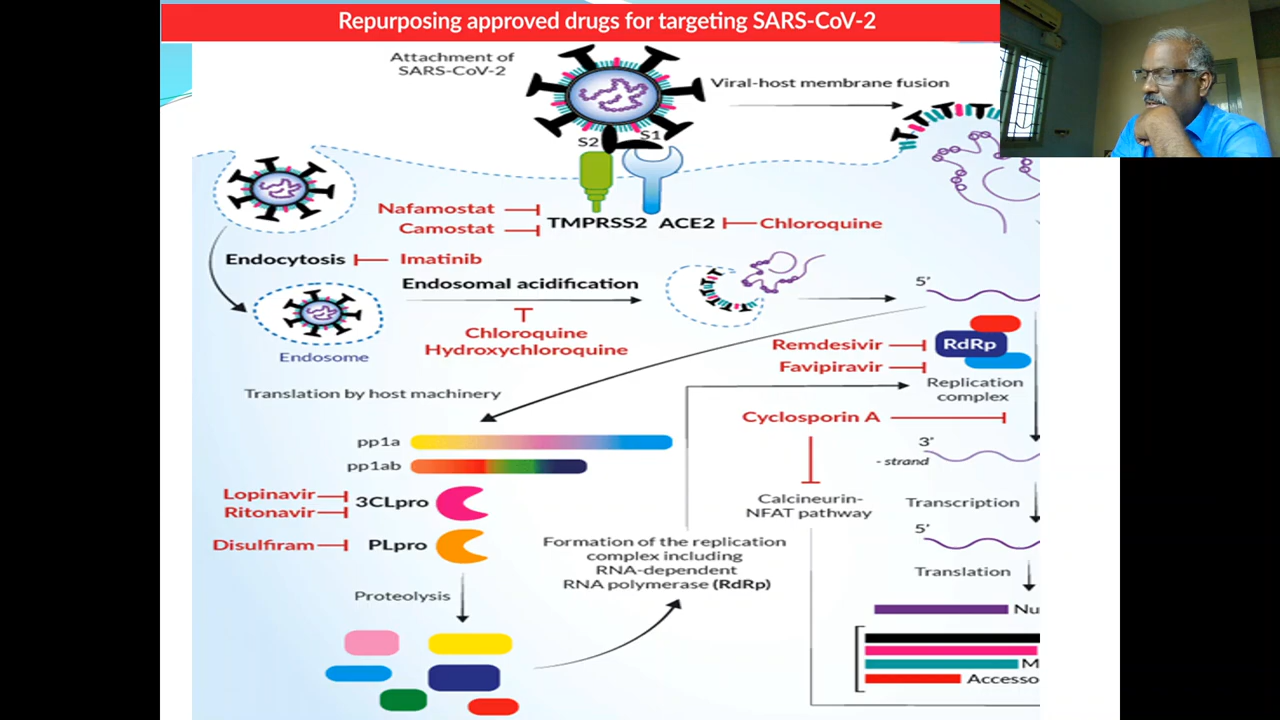 Repurposing approved drugs for targeting SARS-CoV-2
Attachment of
SARS-CoV-2
Viral-host membrane fusion
S2
S1
Nafamostat
Camostat
TMPRSS2
ACE2
Chloroquine
Endocytosis
Imatinib
Endosomal acidification
Chloroquine
Hydroxychloroquine
Endosome
5'
Remdesivir
Favipiravir
RdRp
Replication
complex
Translation by host machinery
Cyclosporin A
pp1a
pp1ab
3'
- strand
Lopinavir
Ritonavir
3CLpro
Calcineurin-
NFAT pathway
Transcription
5'
Disulfiram
PLpro
Formation of the replication
complex including
RNA-dependent
RNA polymerase (RdRp)
Translation
Proteolysis
Nu
M
Accesso